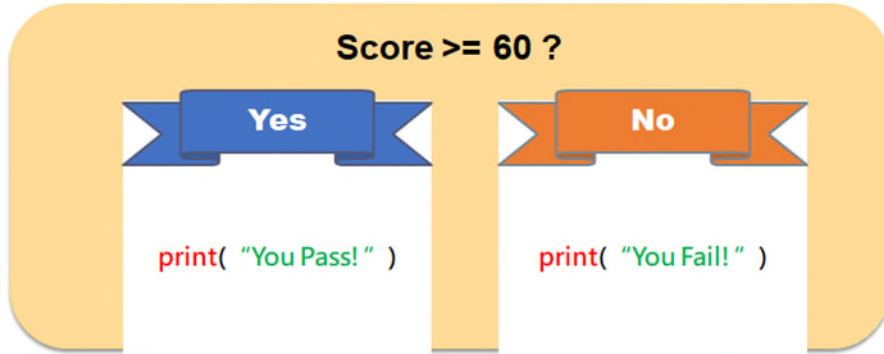 Score >= 60 ?
Yes
No
print( “You Pass! ” )
print( “You Fail! ” )